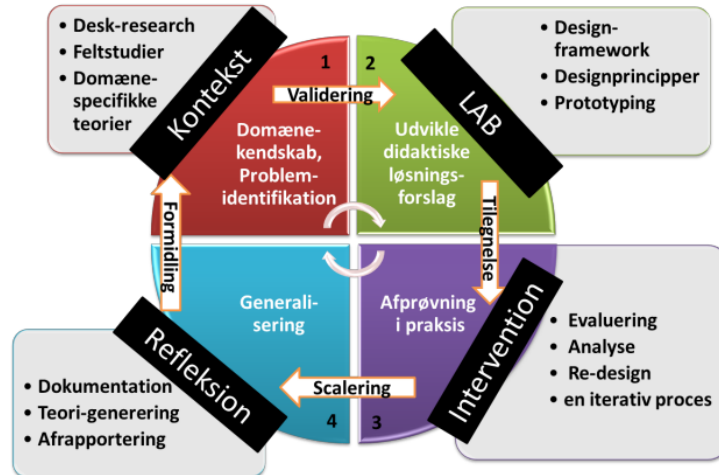 • Desk-research
• Feltstudier
• Domæne-
specifikke
teorier
Kontekst
1
Domæne-
kendskab,
Problem-
identifikation
Validering
2
Udvikle
didaktiske
løsnings-
forslag
LAB
• Design-
framework
• Designprincipper
• Prototyping
Tilegnelse
Afprøvning
i praksis
3
Intervention
• Evaluering
• Analyse
• Re-design
• en iterativ proces
Scalering
Generali-
sering
4
Refleksion
• Dokumentation
• Teori-generering
• Afrapportering
Formidling